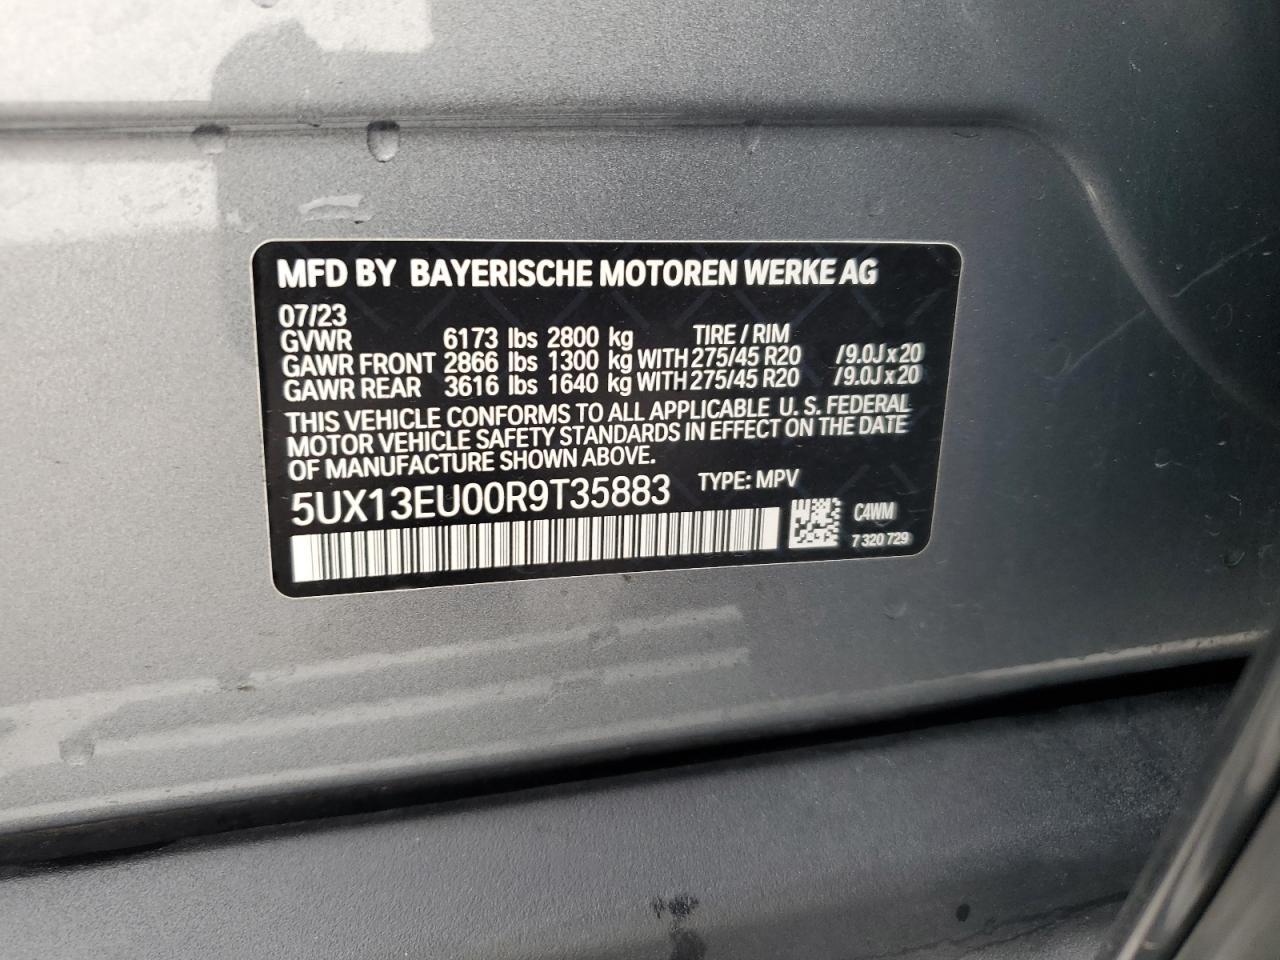 MFD BY BAYERISCHE MOTOREN WERKE AG
07/23
GVWR 6173 lbs 2800 kg TIRE / RIM
GAWR FRONT 2866 lbs 1300 kg WITH 275/45 R20 /9.0J x 20
GAWR REAR 3616 lbs 1640 kg WITH 275/45 R20 /9.0J x 20
THIS VEHICLE CONFORMS TO ALL APPLICABLE U. S. FEDERAL
MOTOR VEHICLE SAFETY STANDARDS IN EFFECT ON THE DATE
OF MANUFACTURE SHOWN ABOVE.
5UX13EU00R9T35883 TYPE: MPV
C4WM
7 320 729